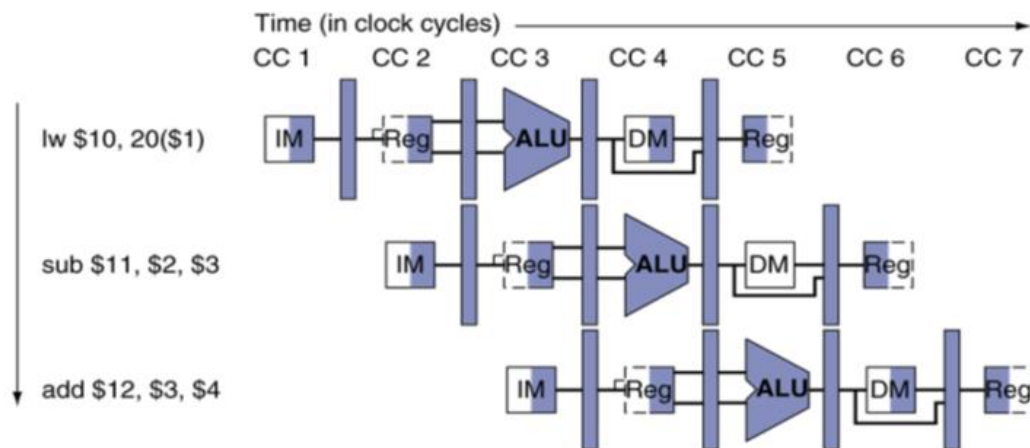 Time (in clock cycles)
CC 1 CC 2 CC 3 CC 4 CC 5 CC 6 CC 7
lw $10, 20($1) IM Reg ALU DM Reg
sub $11, $2, $3 IM Reg ALU DM Reg
add $12, $3, $4 IM Reg ALU DM Reg